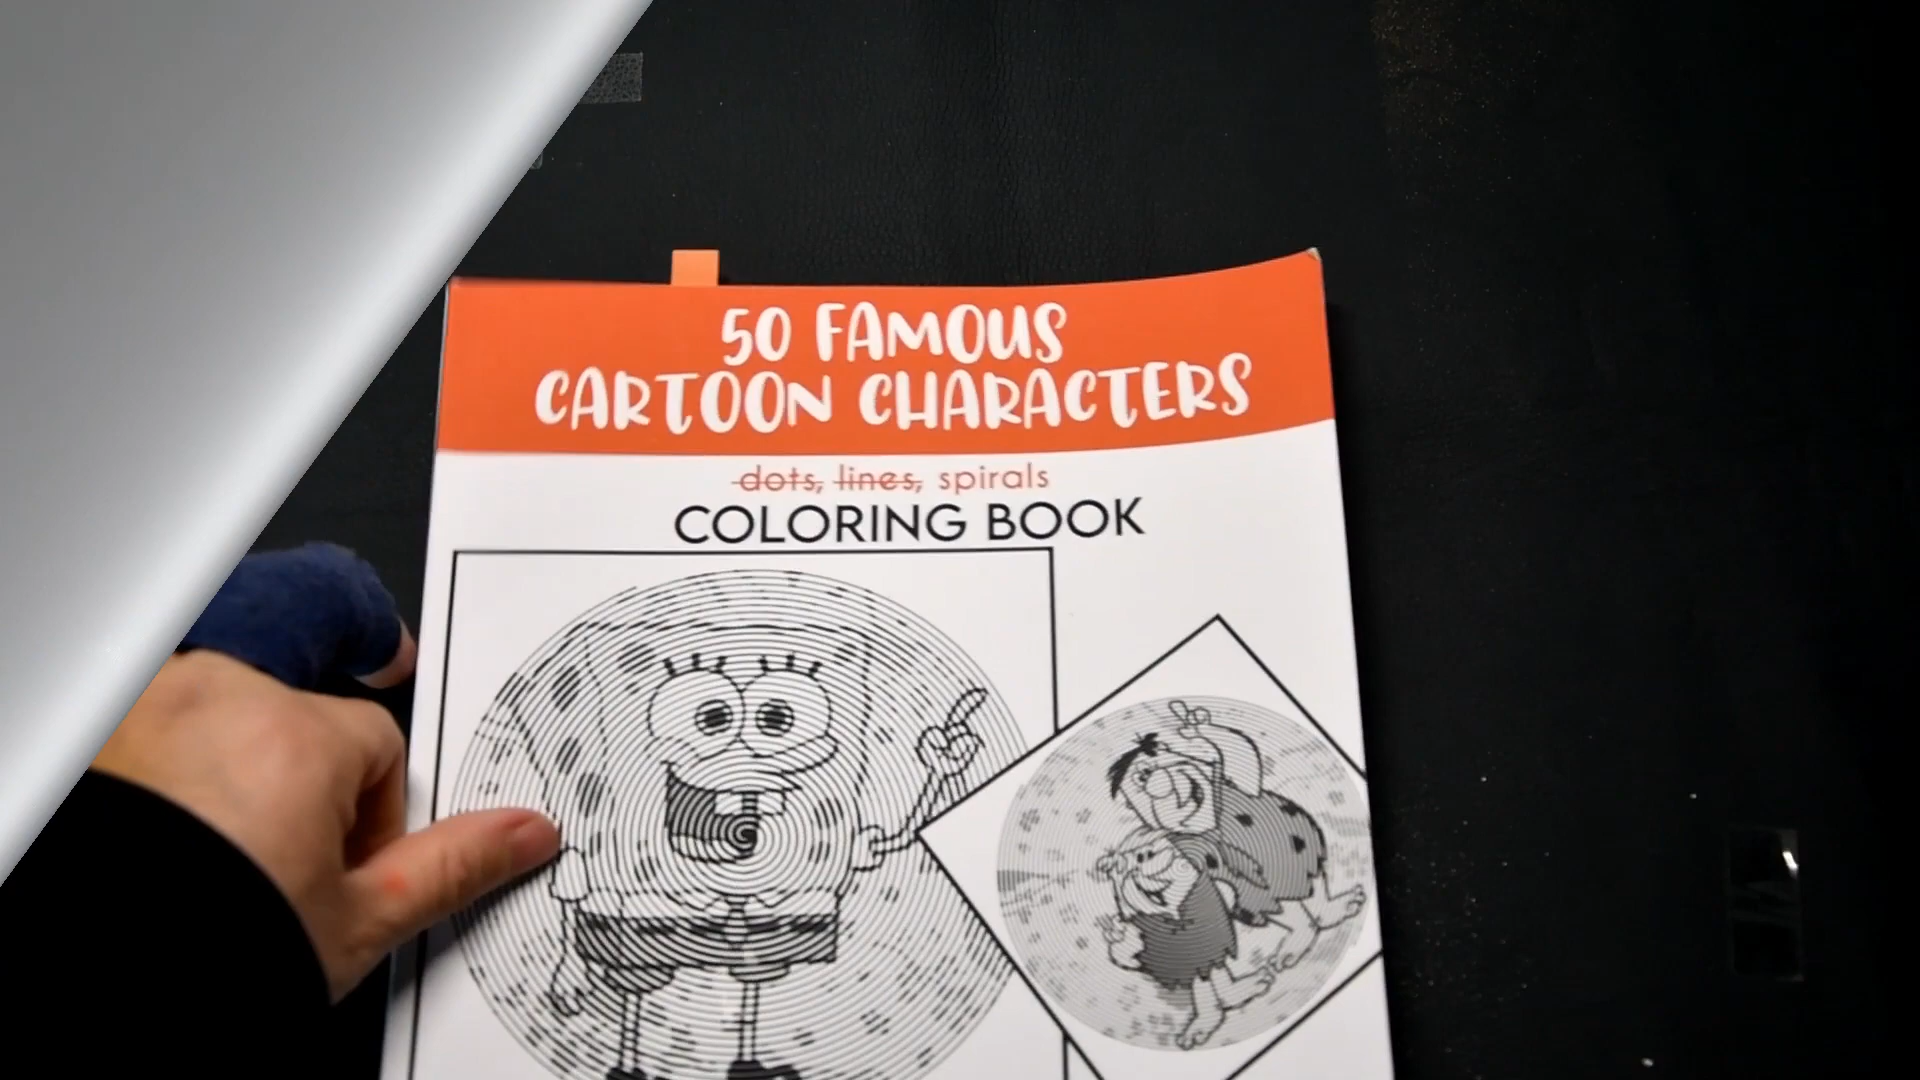 50 FAMOUS
CARTOON CHARACTERS
dots, lines, spirals
COLORING BOOK